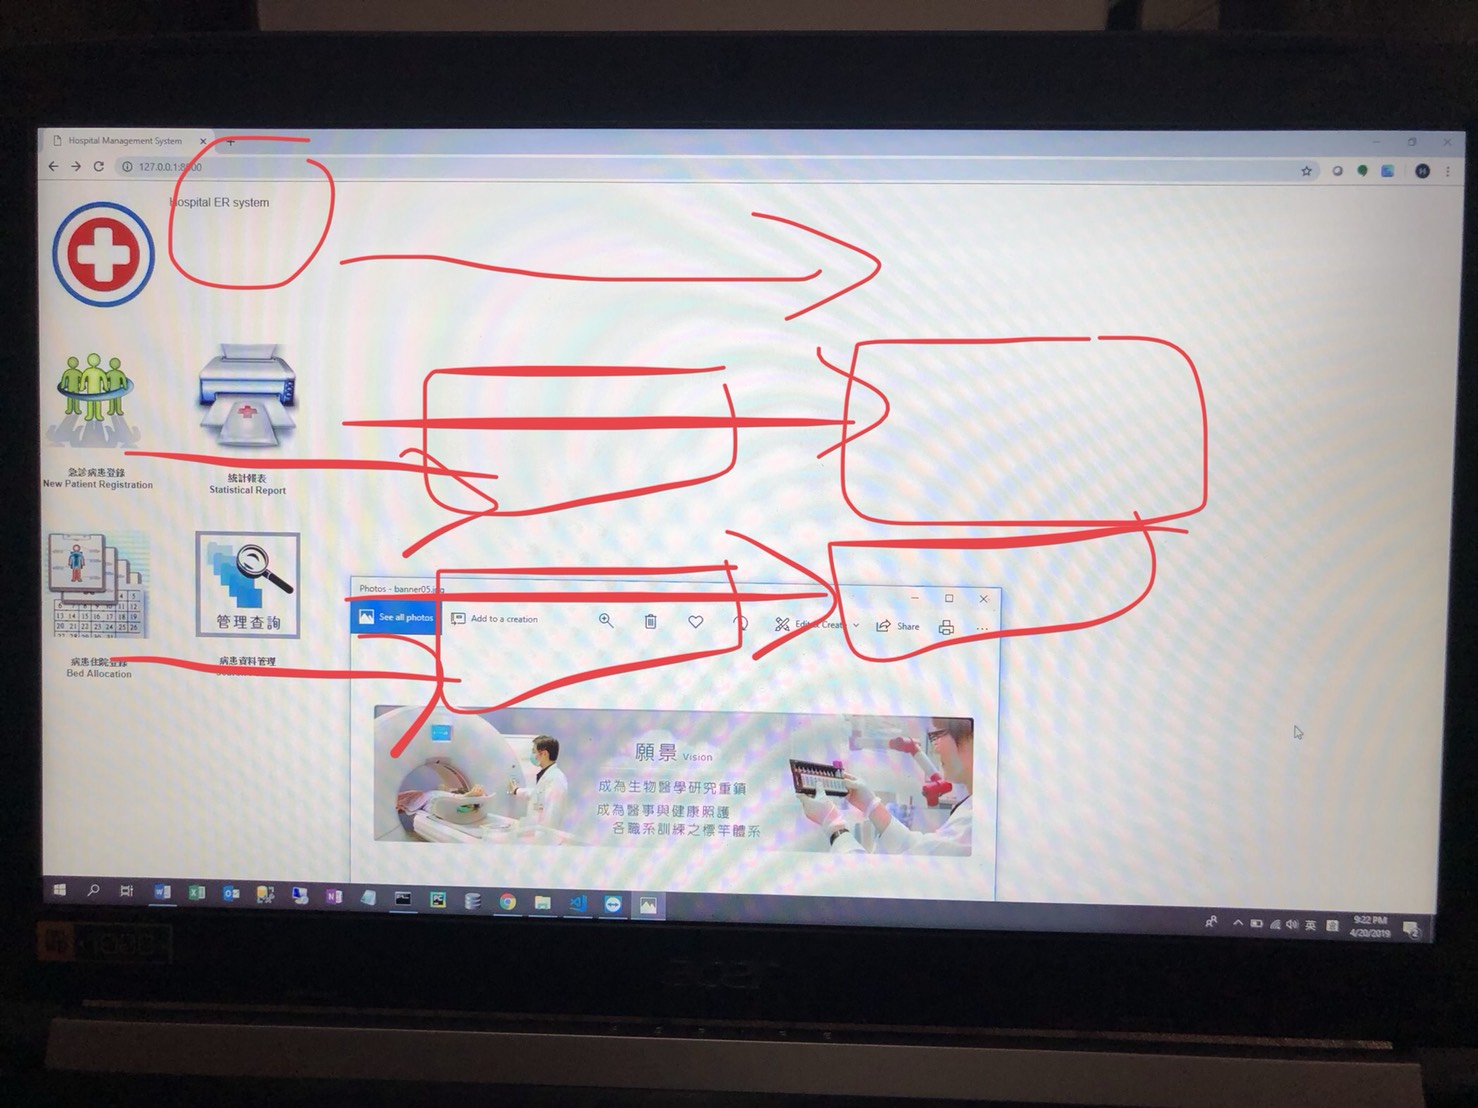 Hospital Management System
127.0.0.1:8000
Hospital ER system
急診病患登錄
New Patient Registration
統計報表
Statistical Report
管理查詢
病患住院登錄
Bed Allocation
病患資料管理
Photos - banner05.jpg
See all photos
Add to a creation
Edit & Create
Share
願景 Vision
成為生物醫學研究重鎮
成為醫事與健康照護
各職系訓練之標竿體系
英
9:22 PM
4/20/2019
acer